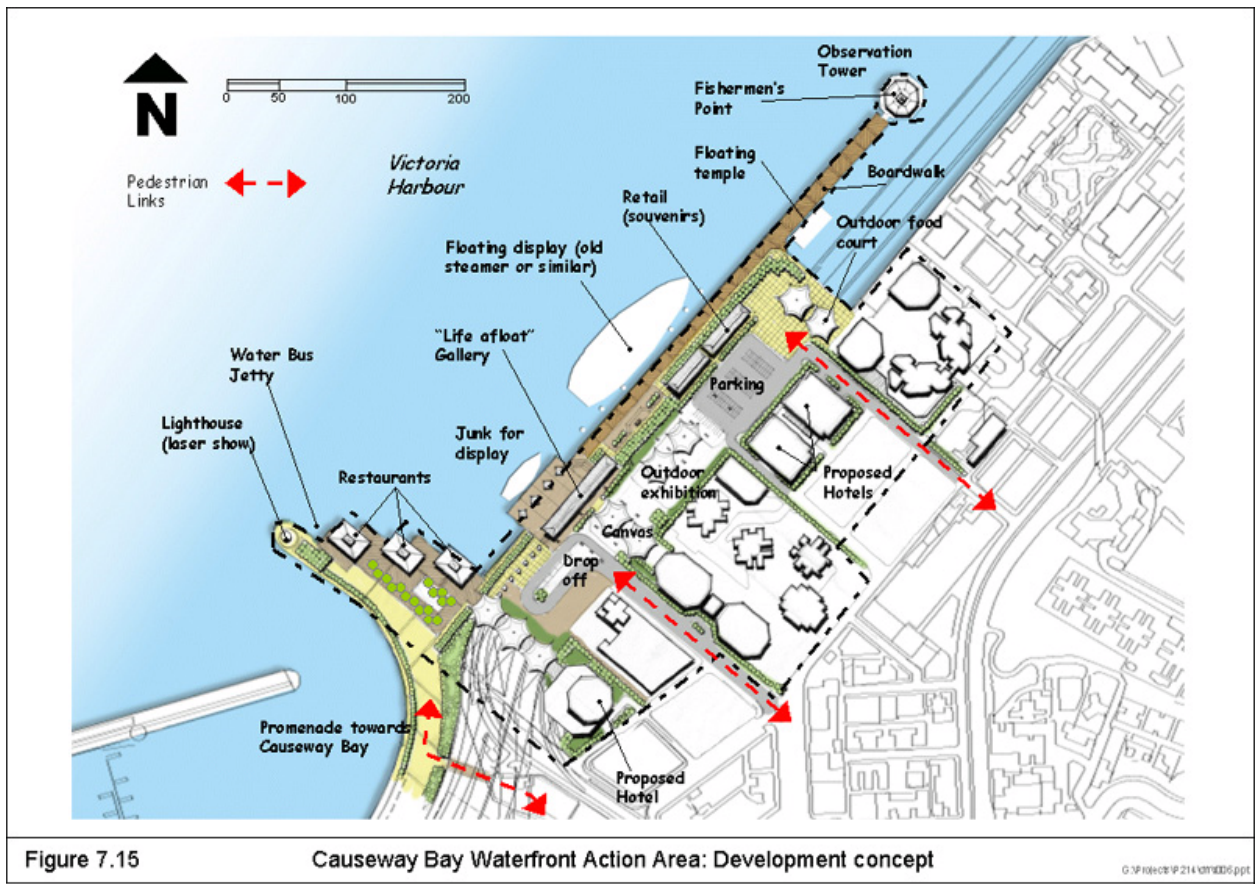 Observation
Tower
Fishermen's
Point
N
0 50 100 200
Floating
temple
Victoria
Harbour
Pedestrian
Links
Boardwalk
Retail
(souvenirs)
Outdoor food
court
Floating display (old
steamer or similar)
"Life afloat"
Gallery
Water Bus
Jetty
Parking
Lighthouse
(laser show)
Junk for
display
Restaurants
Outdoor
exhibition
Proposed
Hotels
Canvas
Drop
off
Promenade towards
Causeway Bay
Proposed
Hotel
Figure 7.15
Causeway Bay Waterfront Action Area: Development concept